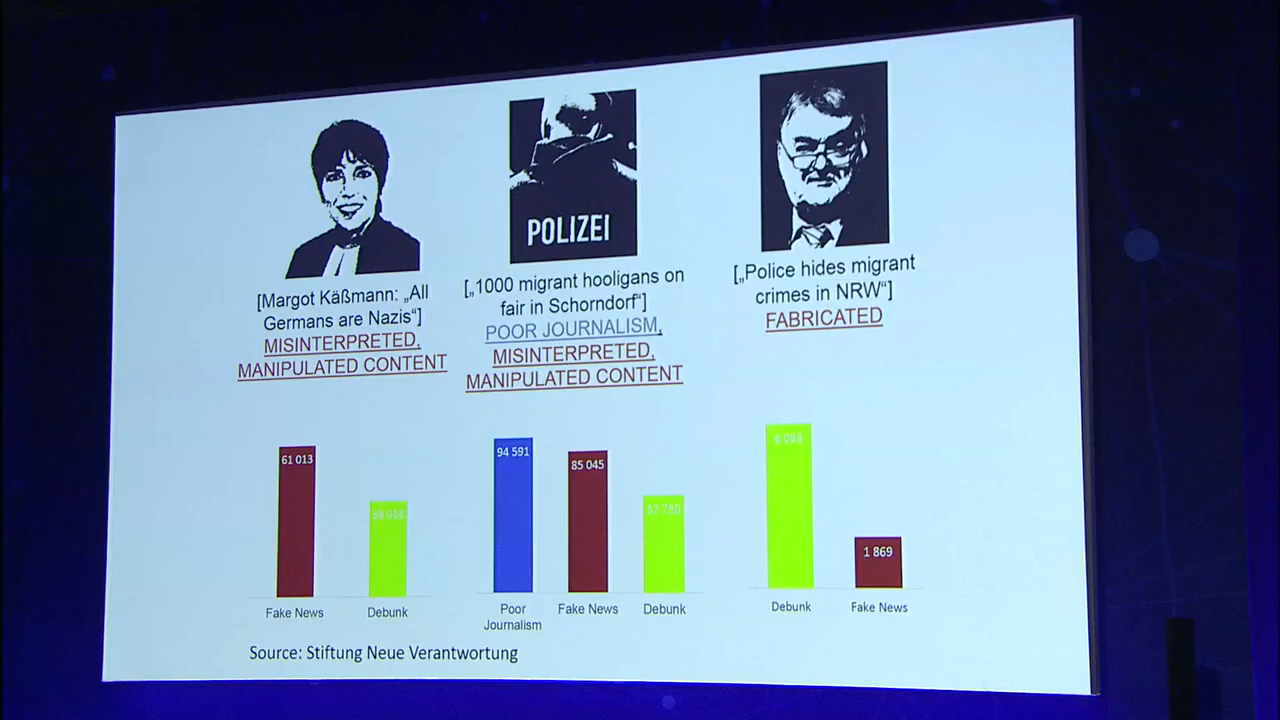 POLIZEI
[Margot Käßmann: „All
Germans are Nazis“]
MISINTERPRETED,
MANIPULATED CONTENT
[„1000 migrant hooligans on
fair in Schorndorf“]
POOR JOURNALISM,
MISINTERPRETED,
MANIPULATED CONTENT
[„Police hides migrant
crimes in NRW“]
FABRICATED
61 013
Fake News
Debunk
94 591
85 045
57 750
Poor
Journalism
Fake News
Debunk
1 869
Debunk
Fake News
Source: Stiftung Neue Verantwortung